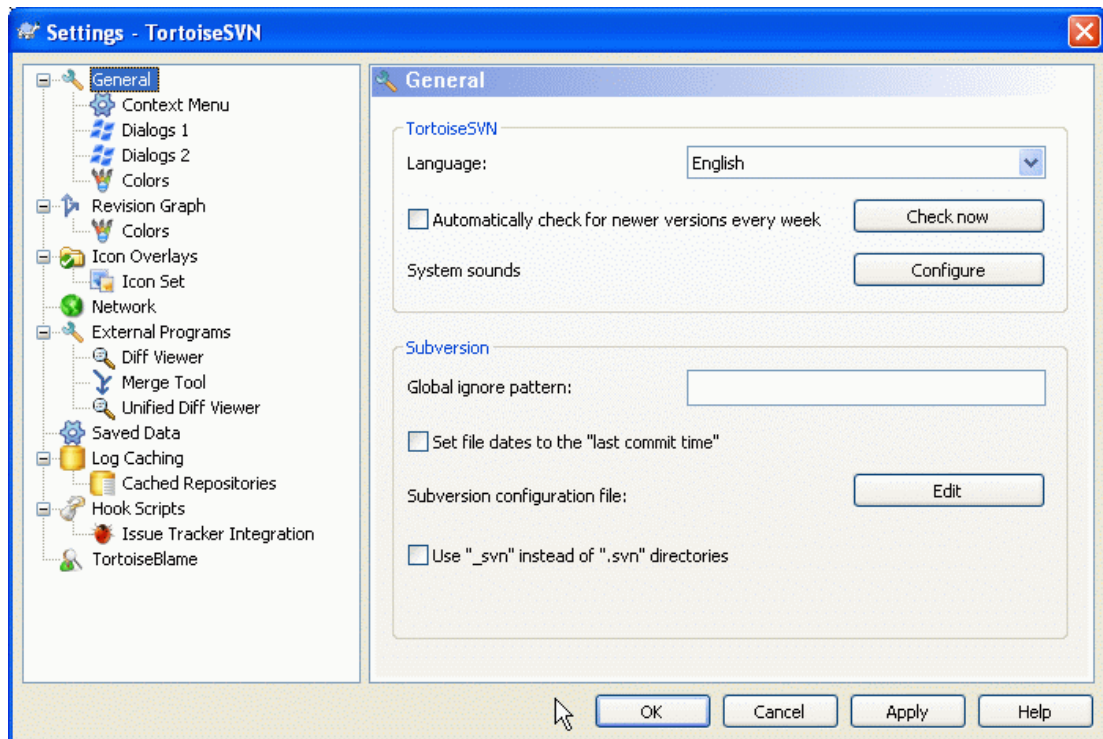 Settings - TortoiseSVN
General
Context Menu
Dialogs 1
Dialogs 2
Colors
Revision Graph
Colors
Icon Overlays
Icon Set
Network
External Programs
Diff Viewer
Merge Tool
Unified Diff Viewer
Saved Data
Log Caching
Cached Repositories
Hook Scripts
Issue Tracker Integration
TortoiseBlame
General
TortoiseSVN
Language: English
Automatically check for newer versions every week Check now
System sounds Configure
Subversion
Global ignore pattern:
Set file dates to the "last commit time"
Subversion configuration file: Edit
Use "_svn" instead of ".svn" directories
OK Cancel Apply Help